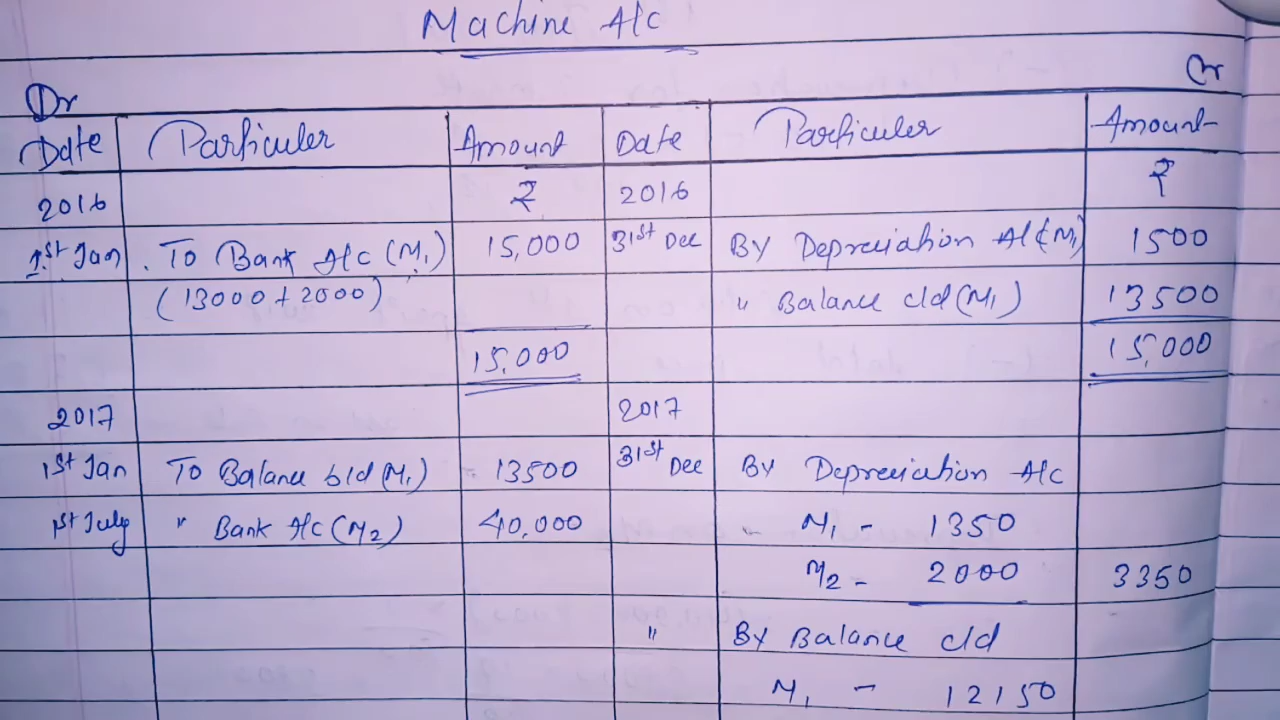 Machine A/c
Dr Cr
Date Particuler Amount Date Particuler Amount
2016 ₹ 2016 ₹
1st Jan . To Bank A/c (M1) 15,000 31st Dec By Depreciation A/c (M1) 1500
(13000+2000) " Balance c/d (M1) 13500
15,000 15,000
2017 2017
1st Jan To Balance b/d (M1) 13500 31st Dec By Depreciation A/c
1st July " Bank A/c (M2) 40,000 M1 - 1350
M2 - 2000 3350
" By Balance c/d
M1 - 12150